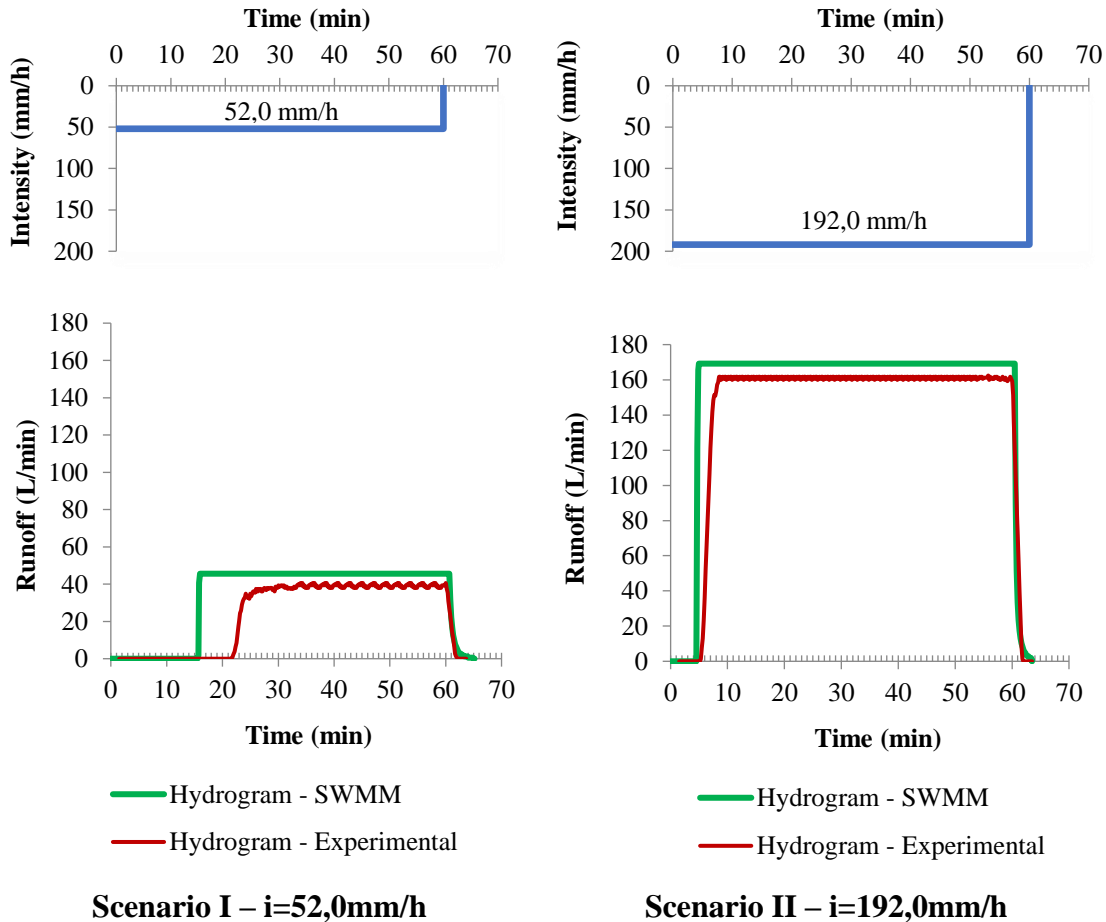 Time (min)
0 10 20 30 40 50 60 70
Intensity (mm/h)
0
50
100
150
200
52,0 mm/h
Time (min)
0 10 20 30 40 50 60 70
Intensity (mm/h)
0
50
100
150
200
192,0 mm/h
Runoff (L/min)
180
160
140
120
100
80
60
40
20
0
0 10 20 30 40 50 60 70
Time (min)
Hydrogram - SWMM
Hydrogram - Experimental
Scenario I – i=52,0mm/h
Runoff (L/min)
180
160
140
120
100
80
60
40
20
0
0 10 20 30 40 50 60 70
Time (min)
Hydrogram - SWMM
Hydrogram - Experimental
Scenario II – i=192,0mm/h